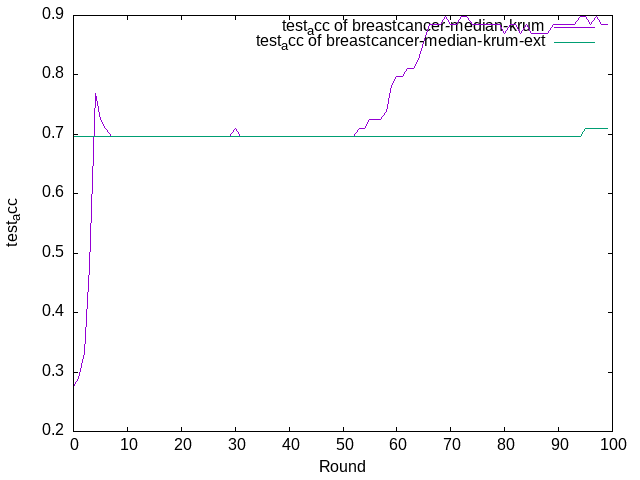 0.9
0.8
0.7
0.6
0.5
0.4
0.3
0.2
0 10 20 30 40 50 60 70 80 90 100
test_acc
Round
test_acc of breastcancer-median-krum
test_acc of breastcancer-median-krum-ext